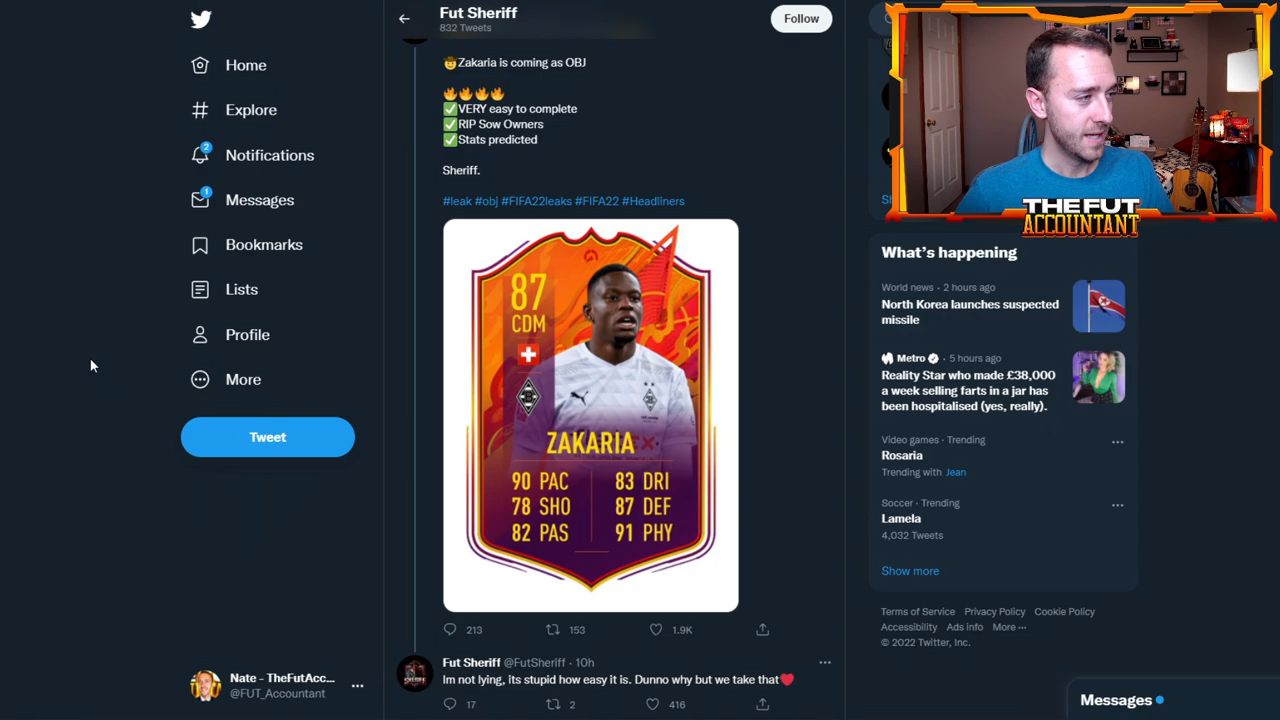 Home
Explore
2
Notifications
1
Messages
Bookmarks
Lists
Profile
More
Tweet
Nate - TheFutAcc...
@FUT_Accountant
Fut Sheriff
832 Tweets
Follow
🤠Zakaria is coming as OBJ
🔥🔥🔥🔥
✅VERY easy to complete
✅RIP Sow Owners
✅Stats predicted
Sheriff.
#leak #obj #FIFA22leaks #FIFA22 #Headliners
87
CDM
ZAKARIA
90 PAC 83 DRI
78 SHO 87 DEF
82 PAS 91 PHY
213 153 1.9K
Fut Sheriff @FutSheriff · 10h
Im not lying, its stupid how easy it is. Dunno why but we take that❤️
17 2 416
THE FUT
ACCOUNTANT
What's happening
World news · 2 hours ago
North Korea launches suspected
missile
Metro · 5 hours ago
Reality Star who made £38,000
a week selling farts in a jar has
been hospitalised (yes, really).
Video games · Trending
Rosaria
Trending with Jean
Soccer · Trending
Lamela
4,032 Tweets
Show more
Terms of Service Privacy Policy Cookie Policy
Accessibility Ads info More ···
© 2022 Twitter, Inc.
Messages